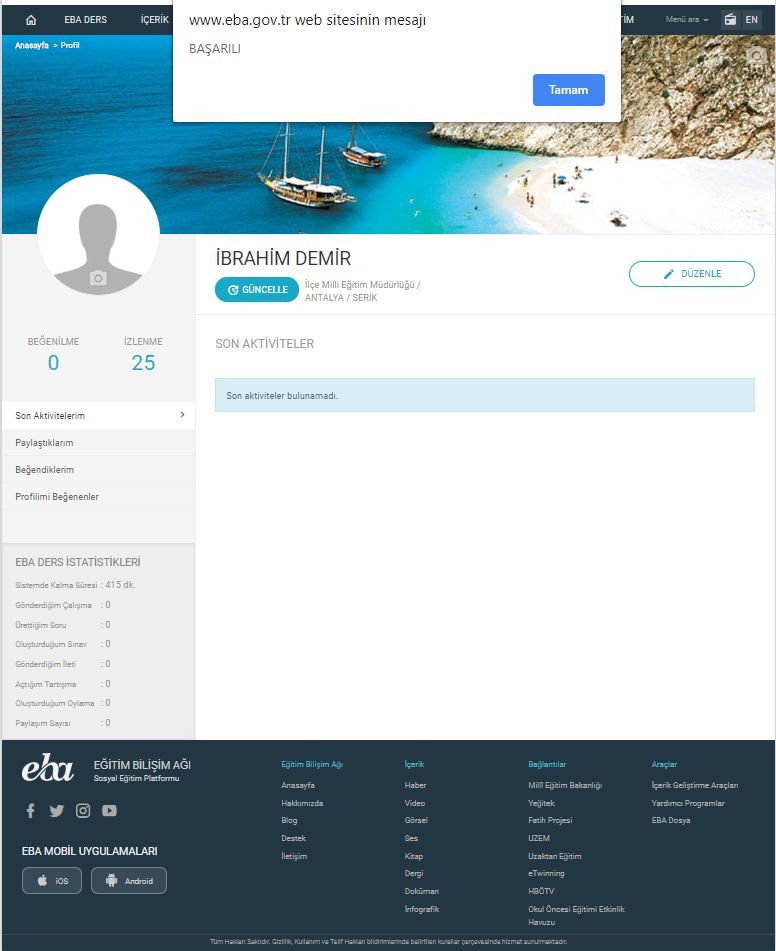 EBA DERS
İÇERİK
Menü ara
EN
www.eba.gov.tr web sitesinin mesajı
BAŞARILI
Tamam
Anasayfa > Profil
İBRAHİM DEMİR
GÜNCELLE
İlçe Milli Eğitim Müdürlüğü /
ANTALYA / SERİK
DÜZENLE
BEĞENİLME
0
İZLENME
25
SON AKTİVİTELER
Son aktiviteler bulunamadı.
Son Aktivitelerim
Paylaştıklarım
Beğendiklerim
Profilimi Beğenenler
EBA DERS İSTATİSTİKLERİ
Sistemde Kalma Süresi : 415 dk.
Gönderdiğim Çalışma : 0
Ürettiğim Soru : 0
Oluşturduğum Sınav : 0
Gönderdiğim İleti : 0
Açtığım Tartışma : 0
Oluşturduğum Oylama : 0
Paylaşım Sayısı : 0
eba
EĞİTİM BİLİŞİM AĞI
Sosyal Eğitim Platformu
EBA MOBİL UYGULAMALARI
iOS
Android
Eğitim Bilişim Ağı
Anasayfa
Hakkımızda
Blog
Destek
İletişim
İçerik
Haber
Video
Görsel
Ses
Kitap
Dergi
Doküman
İnfografik
Bağlantılar
Millî Eğitim Bakanlığı
Yeğitek
Fatih Projesi
UZEM
Uzaktan Eğitim
eTwinning
HBÖTV
Okul Öncesi Eğitimi Etkinlik
Havuzu
Araçlar
İçerik Geliştirme Araçları
Yardımcı Programlar
EBA Dosya
Tüm Hakları Saklıdır. Gizlilik, Kullanım ve Telif Hakları bildirimlerinde belirtilen kurallar çerçevesinde hizmet sunulmaktadır.